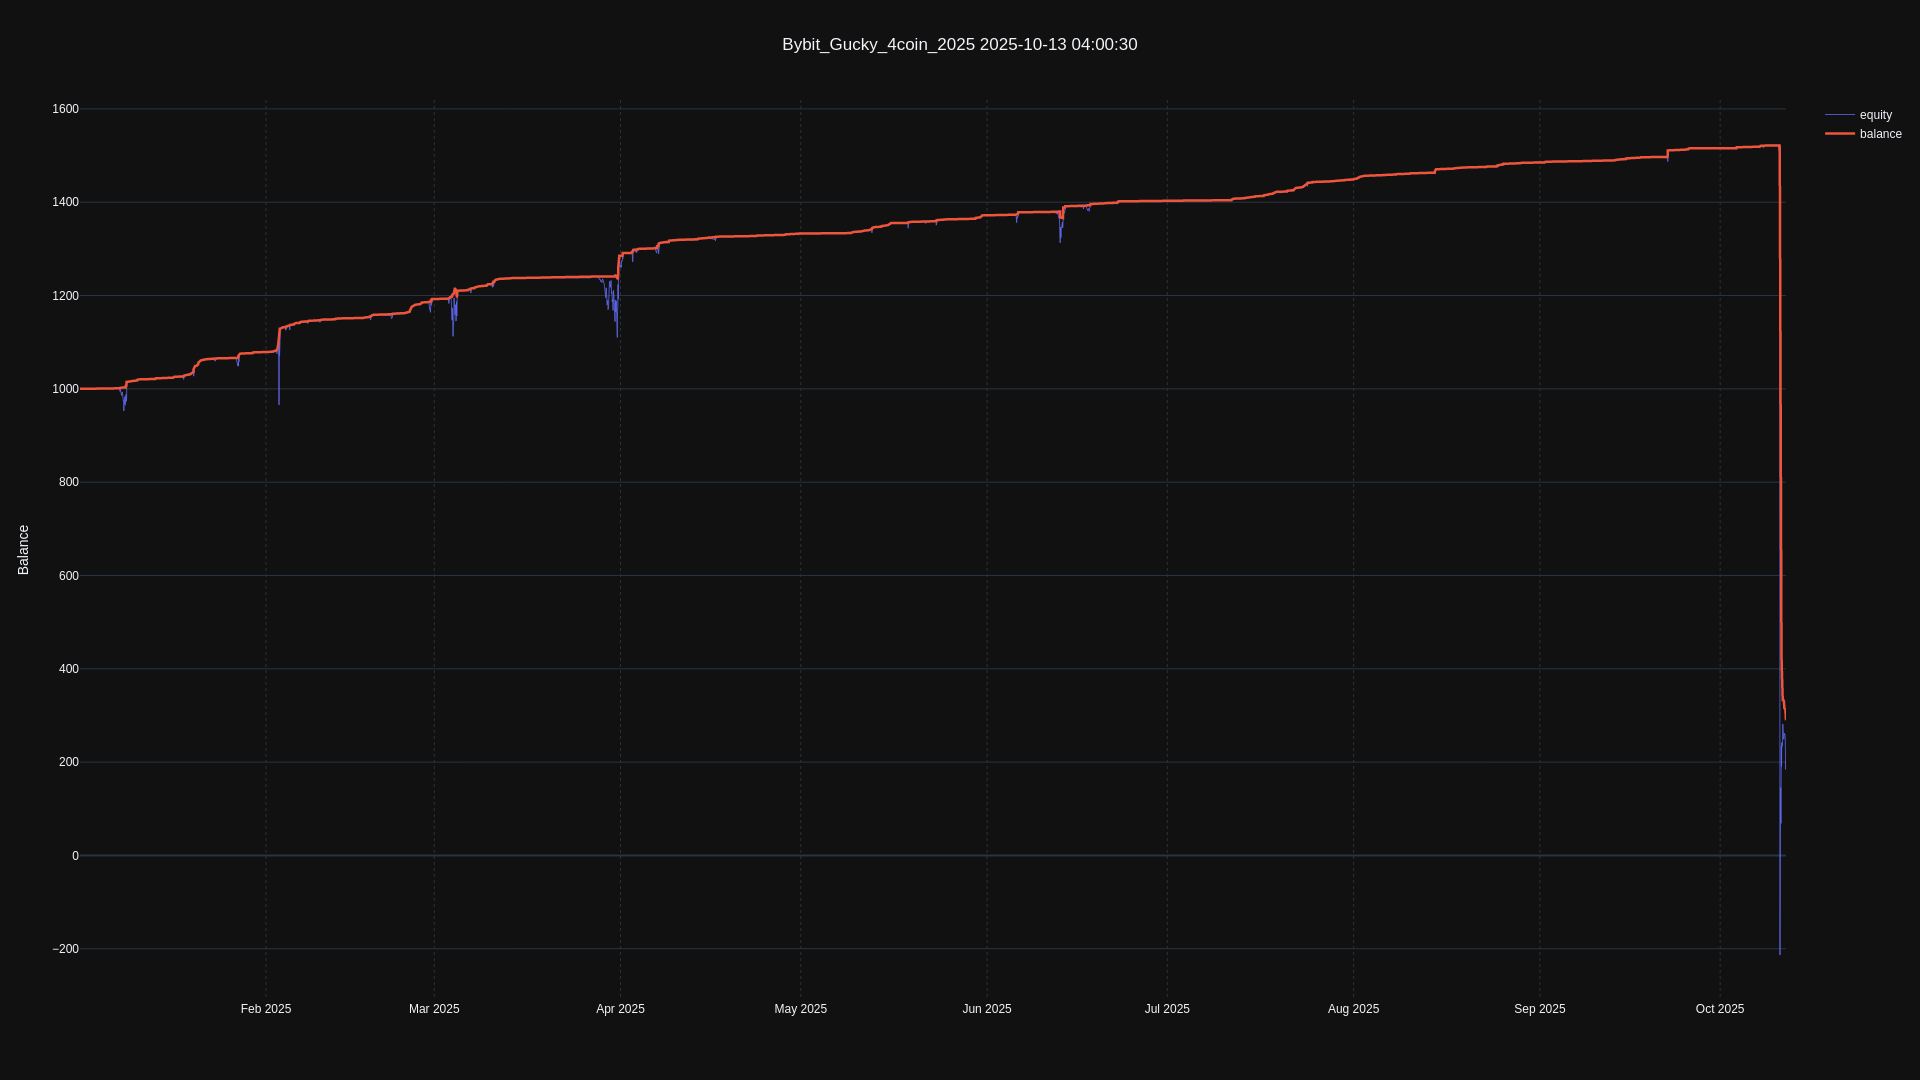 Bybit_Gucky_4coin_2025 2025-10-13 04:00:30
equity
balance
1600
1400
1200
1000
800
600
400
200
0
−200
Balance
Feb 2025
Mar 2025
Apr 2025
May 2025
Jun 2025
Jul 2025
Aug 2025
Sep 2025
Oct 2025